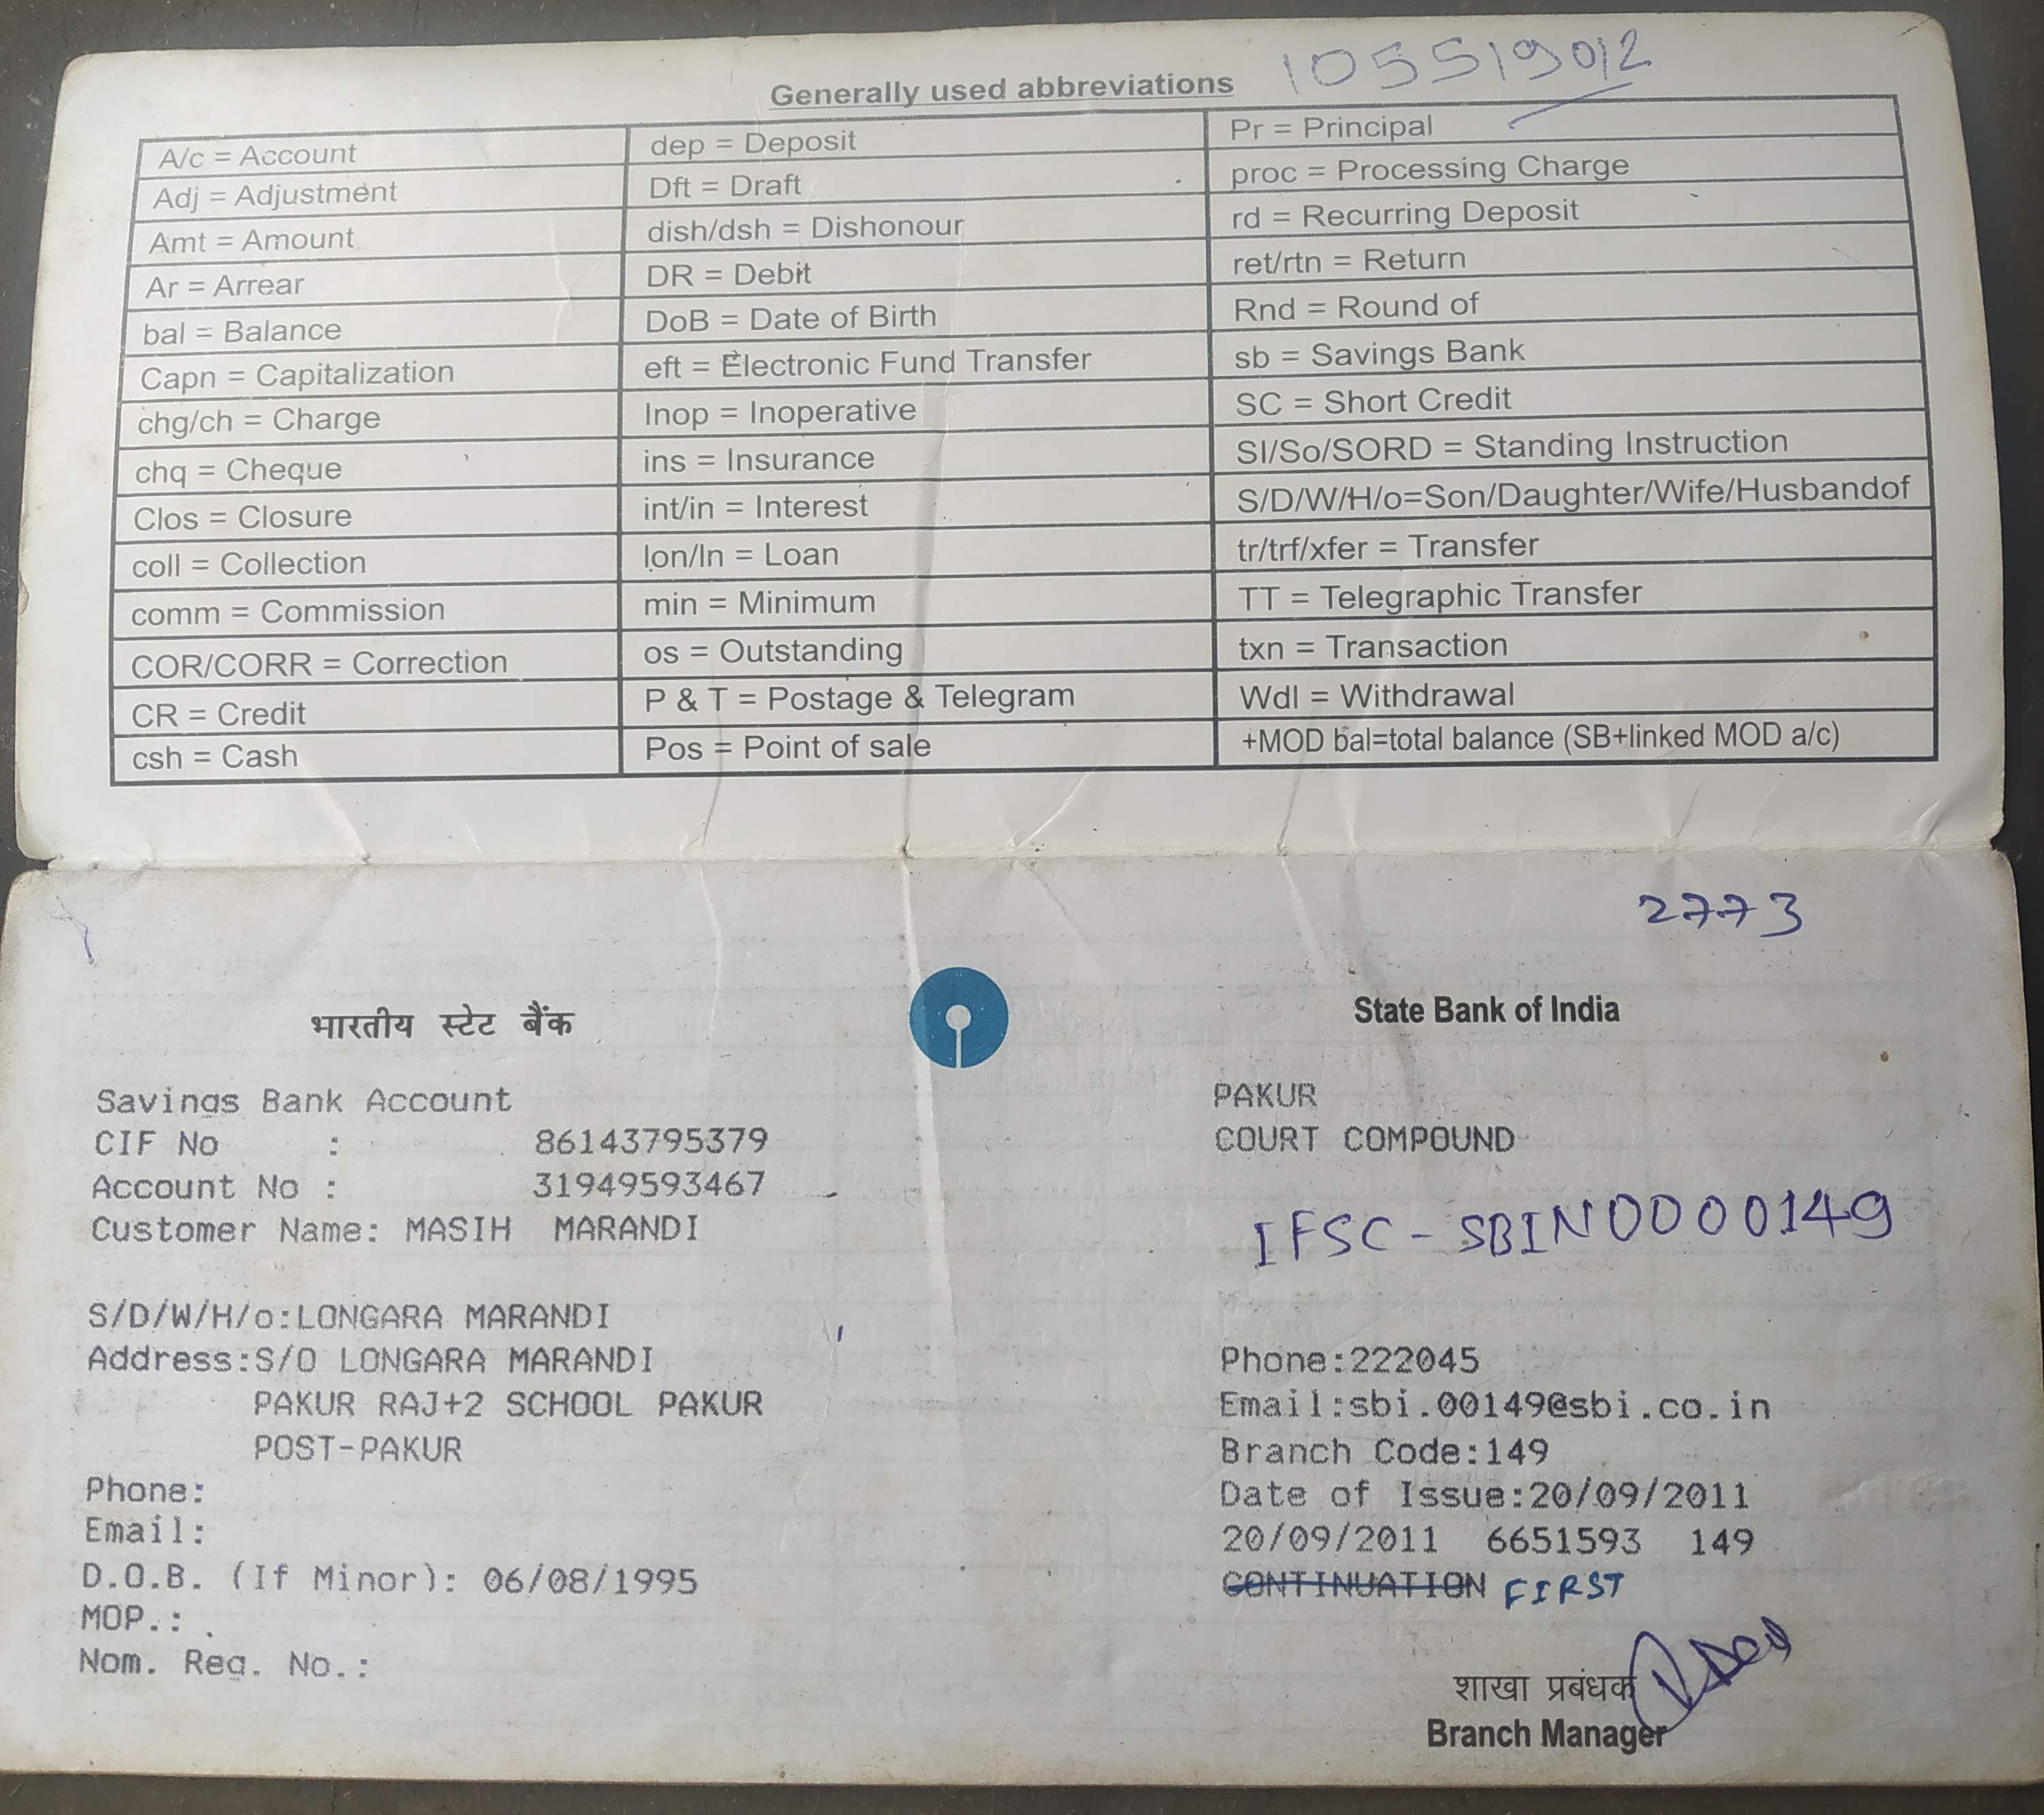 105519012
Generally used abbreviations
A/c = Account
Adj = Adjustment
Amt = Amount
Ar = Arrear
bal = Balance
Capn = Capitalization
chg/ch = Charge
chq = Cheque
Clos = Closure
coll = Collection
comm = Commission
COR/CORR = Correction
CR = Credit
csh = Cash
dep = Deposit
Dft = Draft
dish/dsh = Dishonour
DR = Debit
DoB = Date of Birth
eft = Electronic Fund Transfer
Inop = Inoperative
ins = Insurance
int/in = Interest
lon/ln = Loan
min = Minimum
os = Outstanding
P & T = Postage & Telegram
Pos = Point of sale
Pr = Principal
proc = Processing Charge
rd = Recurring Deposit
ret/rtn = Return
Rnd = Round of
sb = Savings Bank
SC = Short Credit
SI/So/SORD = Standing Instruction
S/D/W/H/o=Son/Daughter/Wife/Husbandof
tr/trf/xfer = Transfer
TT = Telegraphic Transfer
txn = Transaction
Wdl = Withdrawal
+MOD bal=total balance (SB+linked MOD a/c)
2773
भारतीय स्टेट बैंक
State Bank of India
Savings Bank Account
CIF No : 86143795379
Account No : 31949593467
Customer Name: MASIH MARANDI
S/D/W/H/o:LONGARA MARANDI
Address:S/O LONGARA MARANDI
PAKUR RAJ+2 SCHOOL PAKUR
POST-PAKUR
Phone:
Email:
D.O.B. (If Minor): 06/08/1995
MOP.:
Nom. Reg. No.:
PAKUR
COURT COMPOUND
IFSC - SBIN0000149
Phone:222045
Email:sbi.00149@sbi.co.in
Branch Code:149
Date of Issue:20/09/2011
20/09/2011 6651593 149
CONTINUATION FIRST
शाखा प्रबंधक
Branch Manager